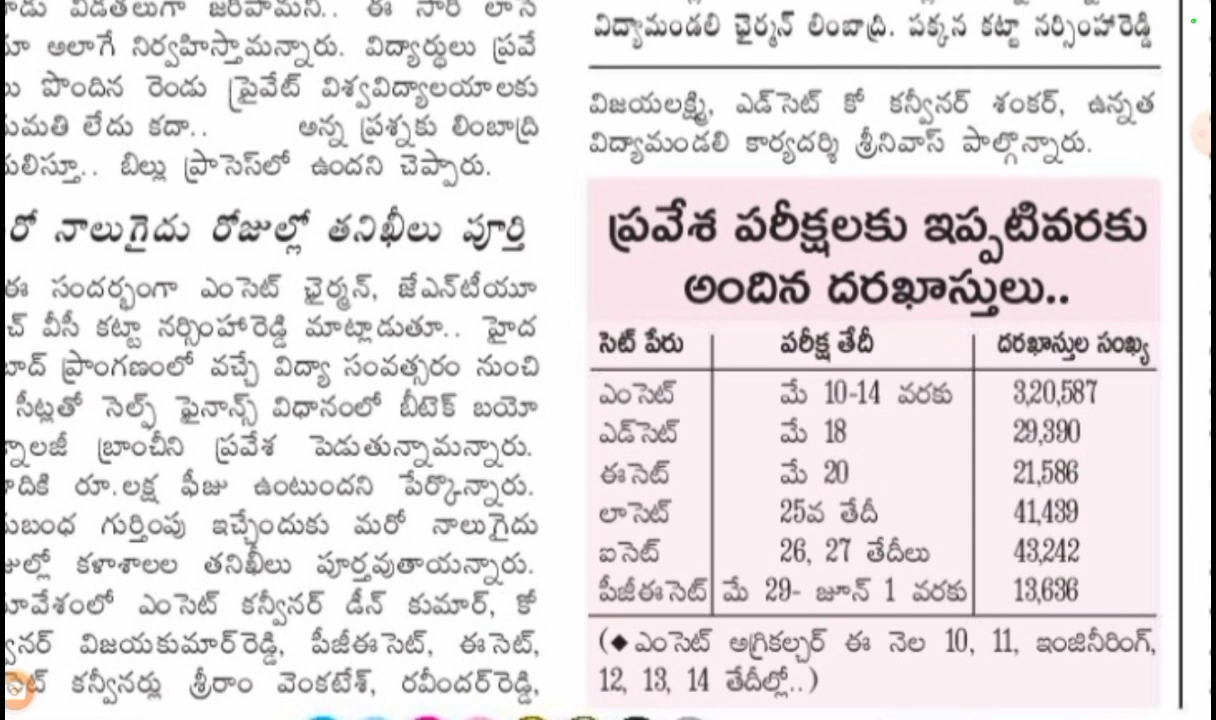 విడతలుగా జరిపామని.. ఈ సారి
అలాగే నిర్వహిస్తామన్నారు. విద్యార్థులు ప్రవే
పొందిన రెండు ప్రైవేట్ విశ్వవిద్యాలయాలకు
లేదు కదా.. అన్న ప్రశ్నకు లింబాద్రి
బిల్లు ప్రాసెస్‌లో ఉందని చెప్పారు.
రో నాలుగైదు రోజుల్లో తనిఖీలు పూర్తి
ఈ సందర్భంగా ఎంసెట్ ఛైర్మన్, జేఎన్‌టీయూ
చ్ వీసీ కట్టా నర్సింహారెడ్డి మాట్లాడుతూ.. హైద
ప్రాంగణంలో వచ్చే విద్యా సంవత్సరం నుంచి
సీట్లతో సెల్ఫ్ ఫైనాన్స్ విధానంలో బీటెక్ బయో
బ్రాంచీని ప్రవేశ పెడుతున్నామన్నారు.
రూ.లక్ష ఫీజు ఉంటుందని పేర్కొన్నారు.
గుర్తింపు ఇచ్చేందుకు మరో నాలుగైదు
కళాశాలల తనిఖీలు పూర్తవుతాయన్నారు.
ఎంసెట్ కన్వీనర్ డీన్ కుమార్, కో
విజయకుమార్‌రెడ్డి, పీజీఈసెట్, ఈసెట్,
కన్వీనర్లు శ్రీరాం వెంకటేశ్, రవీందర్‌రెడ్డి,
విద్యామండలి ఛైర్మన్ లింబాద్రి. పక్కన కట్టా నర్సింహారెడ్డి
విజయలక్ష్మి, ఎడ్‌సెట్ కో కన్వీనర్ శంకర్, ఉన్నత
విద్యామండలి కార్యదర్శి శ్రీనివాస్ పాల్గొన్నారు.
ప్రవేశ పరీక్షలకు ఇప్పటివరకు
అందిన దరఖాస్తులు..
సెట్ పేరు పరీక్ష తేదీ దరఖాస్తుల సంఖ్య
ఎంసెట్ మే 10-14 వరకు 3,20,587
ఎడ్‌సెట్ మే 18 29,390
ఈసెట్ మే 20 21,586
లాసెట్ 25వ తేదీ 41,439
ఐసెట్ 26, 27 తేదీలు 43,242
పీజీఈసెట్ మే 29- జూన్ 1 వరకు 13,636
(◆ ఎంసెట్ అగ్రికల్చర్ ఈ నెల 10, 11, ఇంజినీరింగ్,
12, 13, 14 తేదీల్లో..)